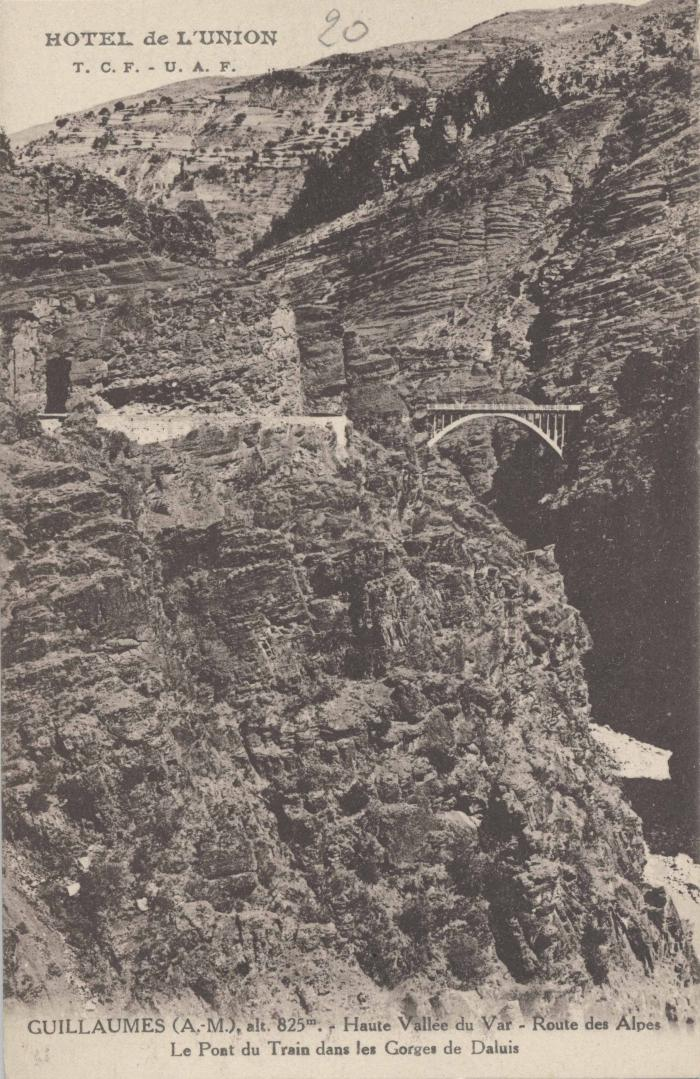 HOTEL de L'UNION
T. C. F. - U. A. F.
20
GUILLAUMES (A.-M.), alt. 825m. - Haute Vallée du Var - Route des Alpes
Le Pont du Train dans les Gorges de Daluis